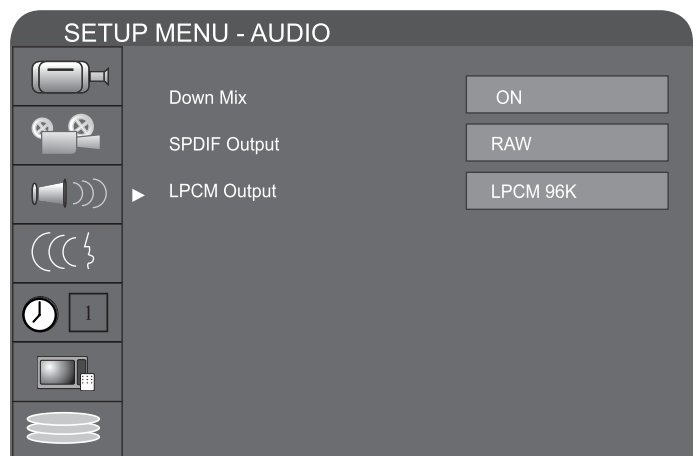 SETUP MENU - AUDIO
Down Mix ON
SPDIF Output RAW
LPCM Output LPCM 96K
1